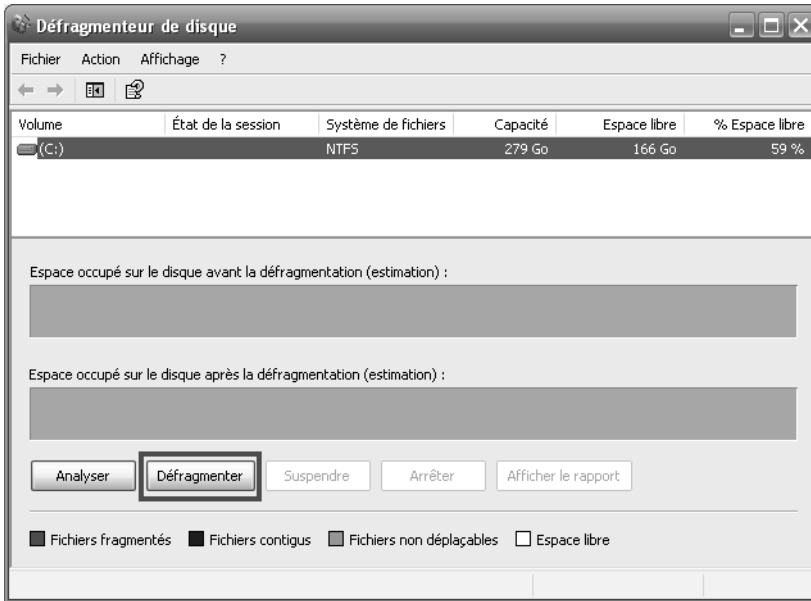 Défragmenteur de disque
Fichier Action Affichage ?
Volume État de la session Système de fichiers Capacité Espace libre % Espace libre
(C:) NTFS 279 Go 166 Go 59 %
Espace occupé sur le disque avant la défragmentation (estimation) :
Espace occupé sur le disque après la défragmentation (estimation) :
Analyser Défragmenter Suspendre Arrêter Afficher le rapport
Fichiers fragmentés Fichiers contigus Fichiers non déplaçables Espace libre